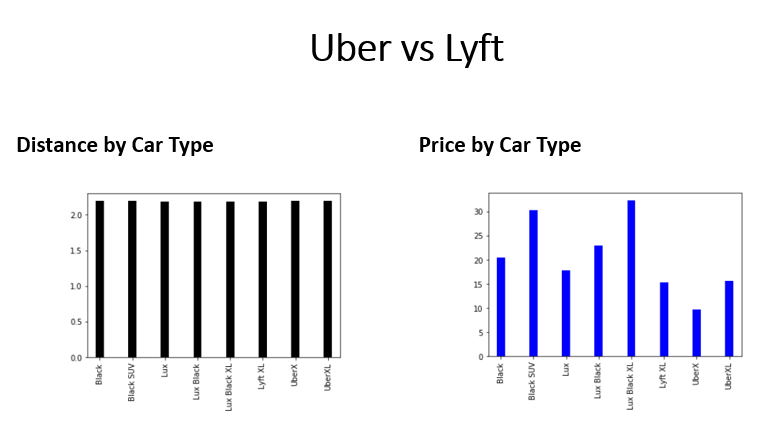 Uber vs Lyft
Distance by Car Type
2.0
1.5
1.0
0.5
0.0
Black
Black SUV
Lux
Lux Black
Lux Black XL
Lyft XL
UberX
UberXL
Price by Car Type
30
25
20
15
10
5
0
Black
Black SUV
Lux
Lux Black
Lux Black XL
Lyft XL
UberX
UberXL